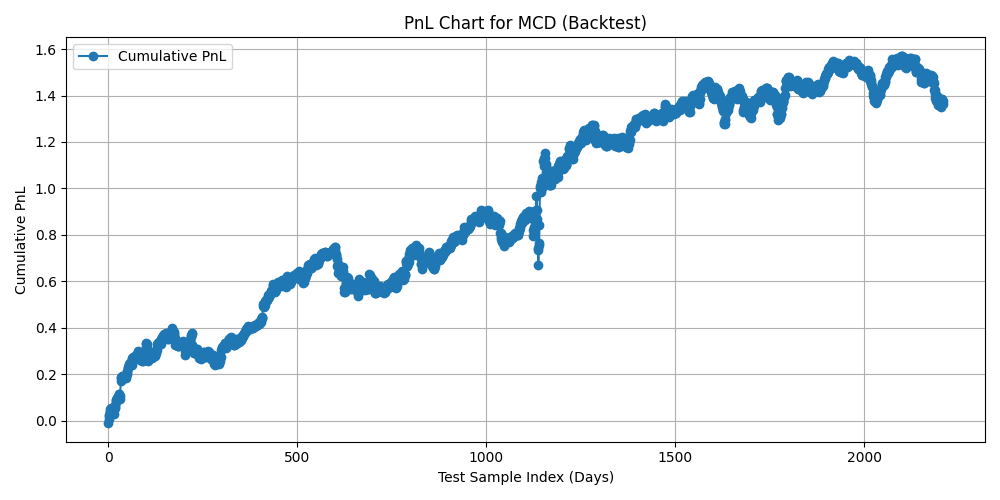 PnL Chart for MCD (Backtest)
Cumulative PnL
1.6
1.4
1.2
1.0
0.8
0.6
0.4
0.2
0.0
Cumulative PnL
0 500 1000 1500 2000
Test Sample Index (Days)